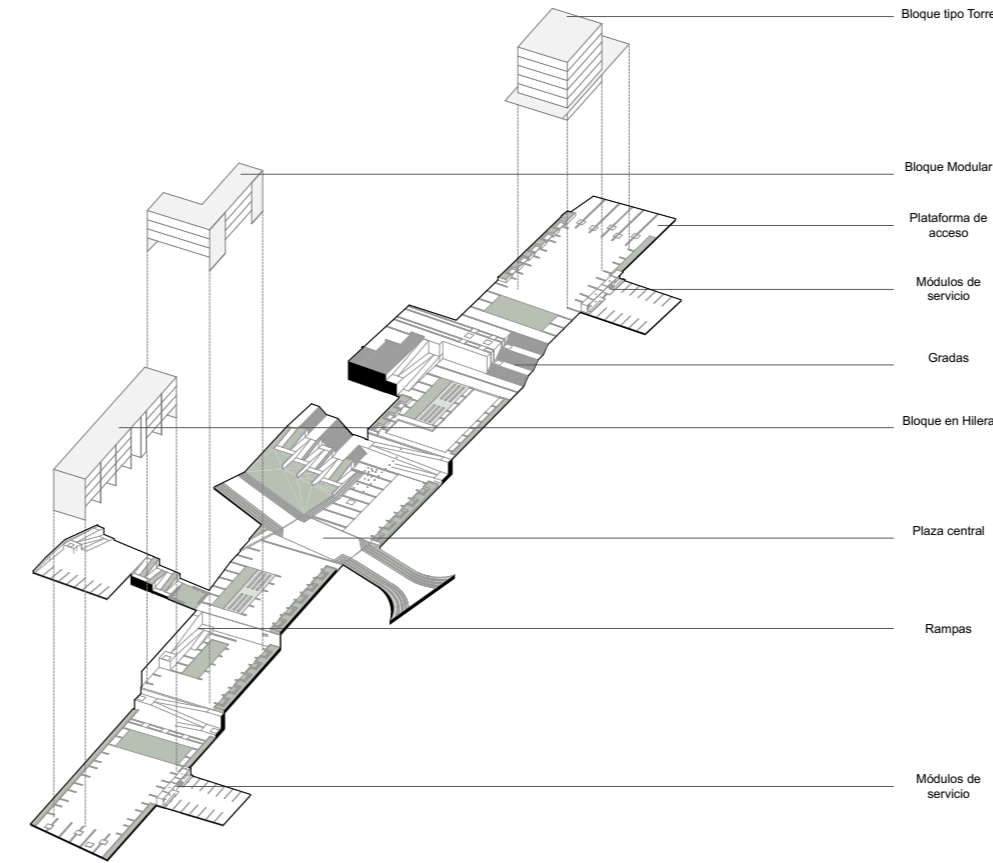 Bloque tipo Torre
Bloque Modular
Plataforma de
acceso
Módulos de
servicio
Gradas
Bloque en Hilera
Plaza central
Rampas
Módulos de
servicio